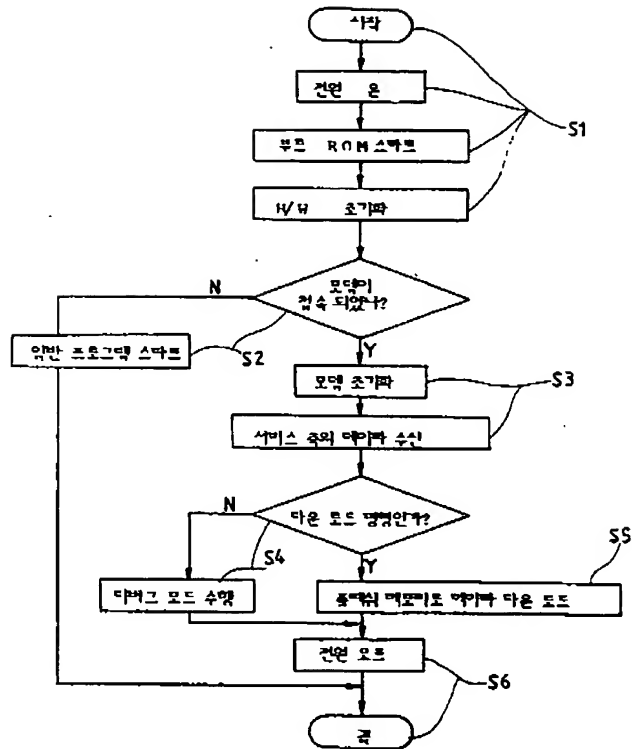 시작
전원 온
부트 ROM 스타트
S1
H/W 초기화
모뎀이
접속 되었나?
N
일반 프로그램 스타트
S2
Y
모뎀 초기화
S3
서비스 측의 데이타 수신
다운 로드 명령인가?
N
S4
Y
S5
디버그 모드 수행
플래쉬 메모리로 데이타 다운 로드
전원 오프
S6
끝